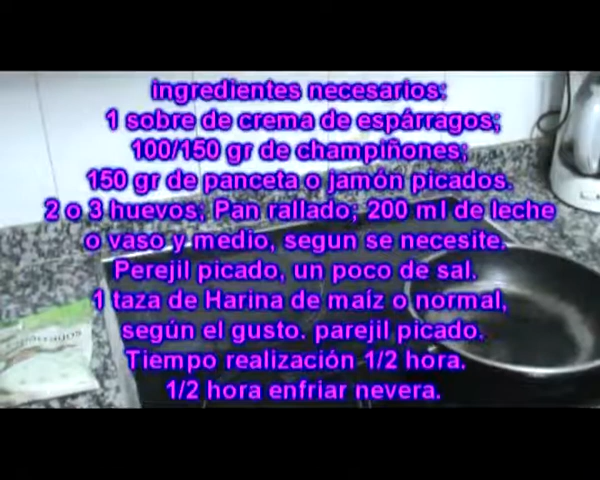 ingredientes necesarios:
1 sobre de crema de espárragos;
100/150 gr de champiñones;
150 gr de panceta o jamón picados.
2 o 3 huevos; Pan rallado; 200 ml de leche
o vaso y medio, segun se necesite.
Perejil picado, un poco de sal.
1 taza de Harina de maíz o normal,
según el gusto. parejil picado.
Tiempo realización 1/2 hora.
1/2 hora enfriar nevera.